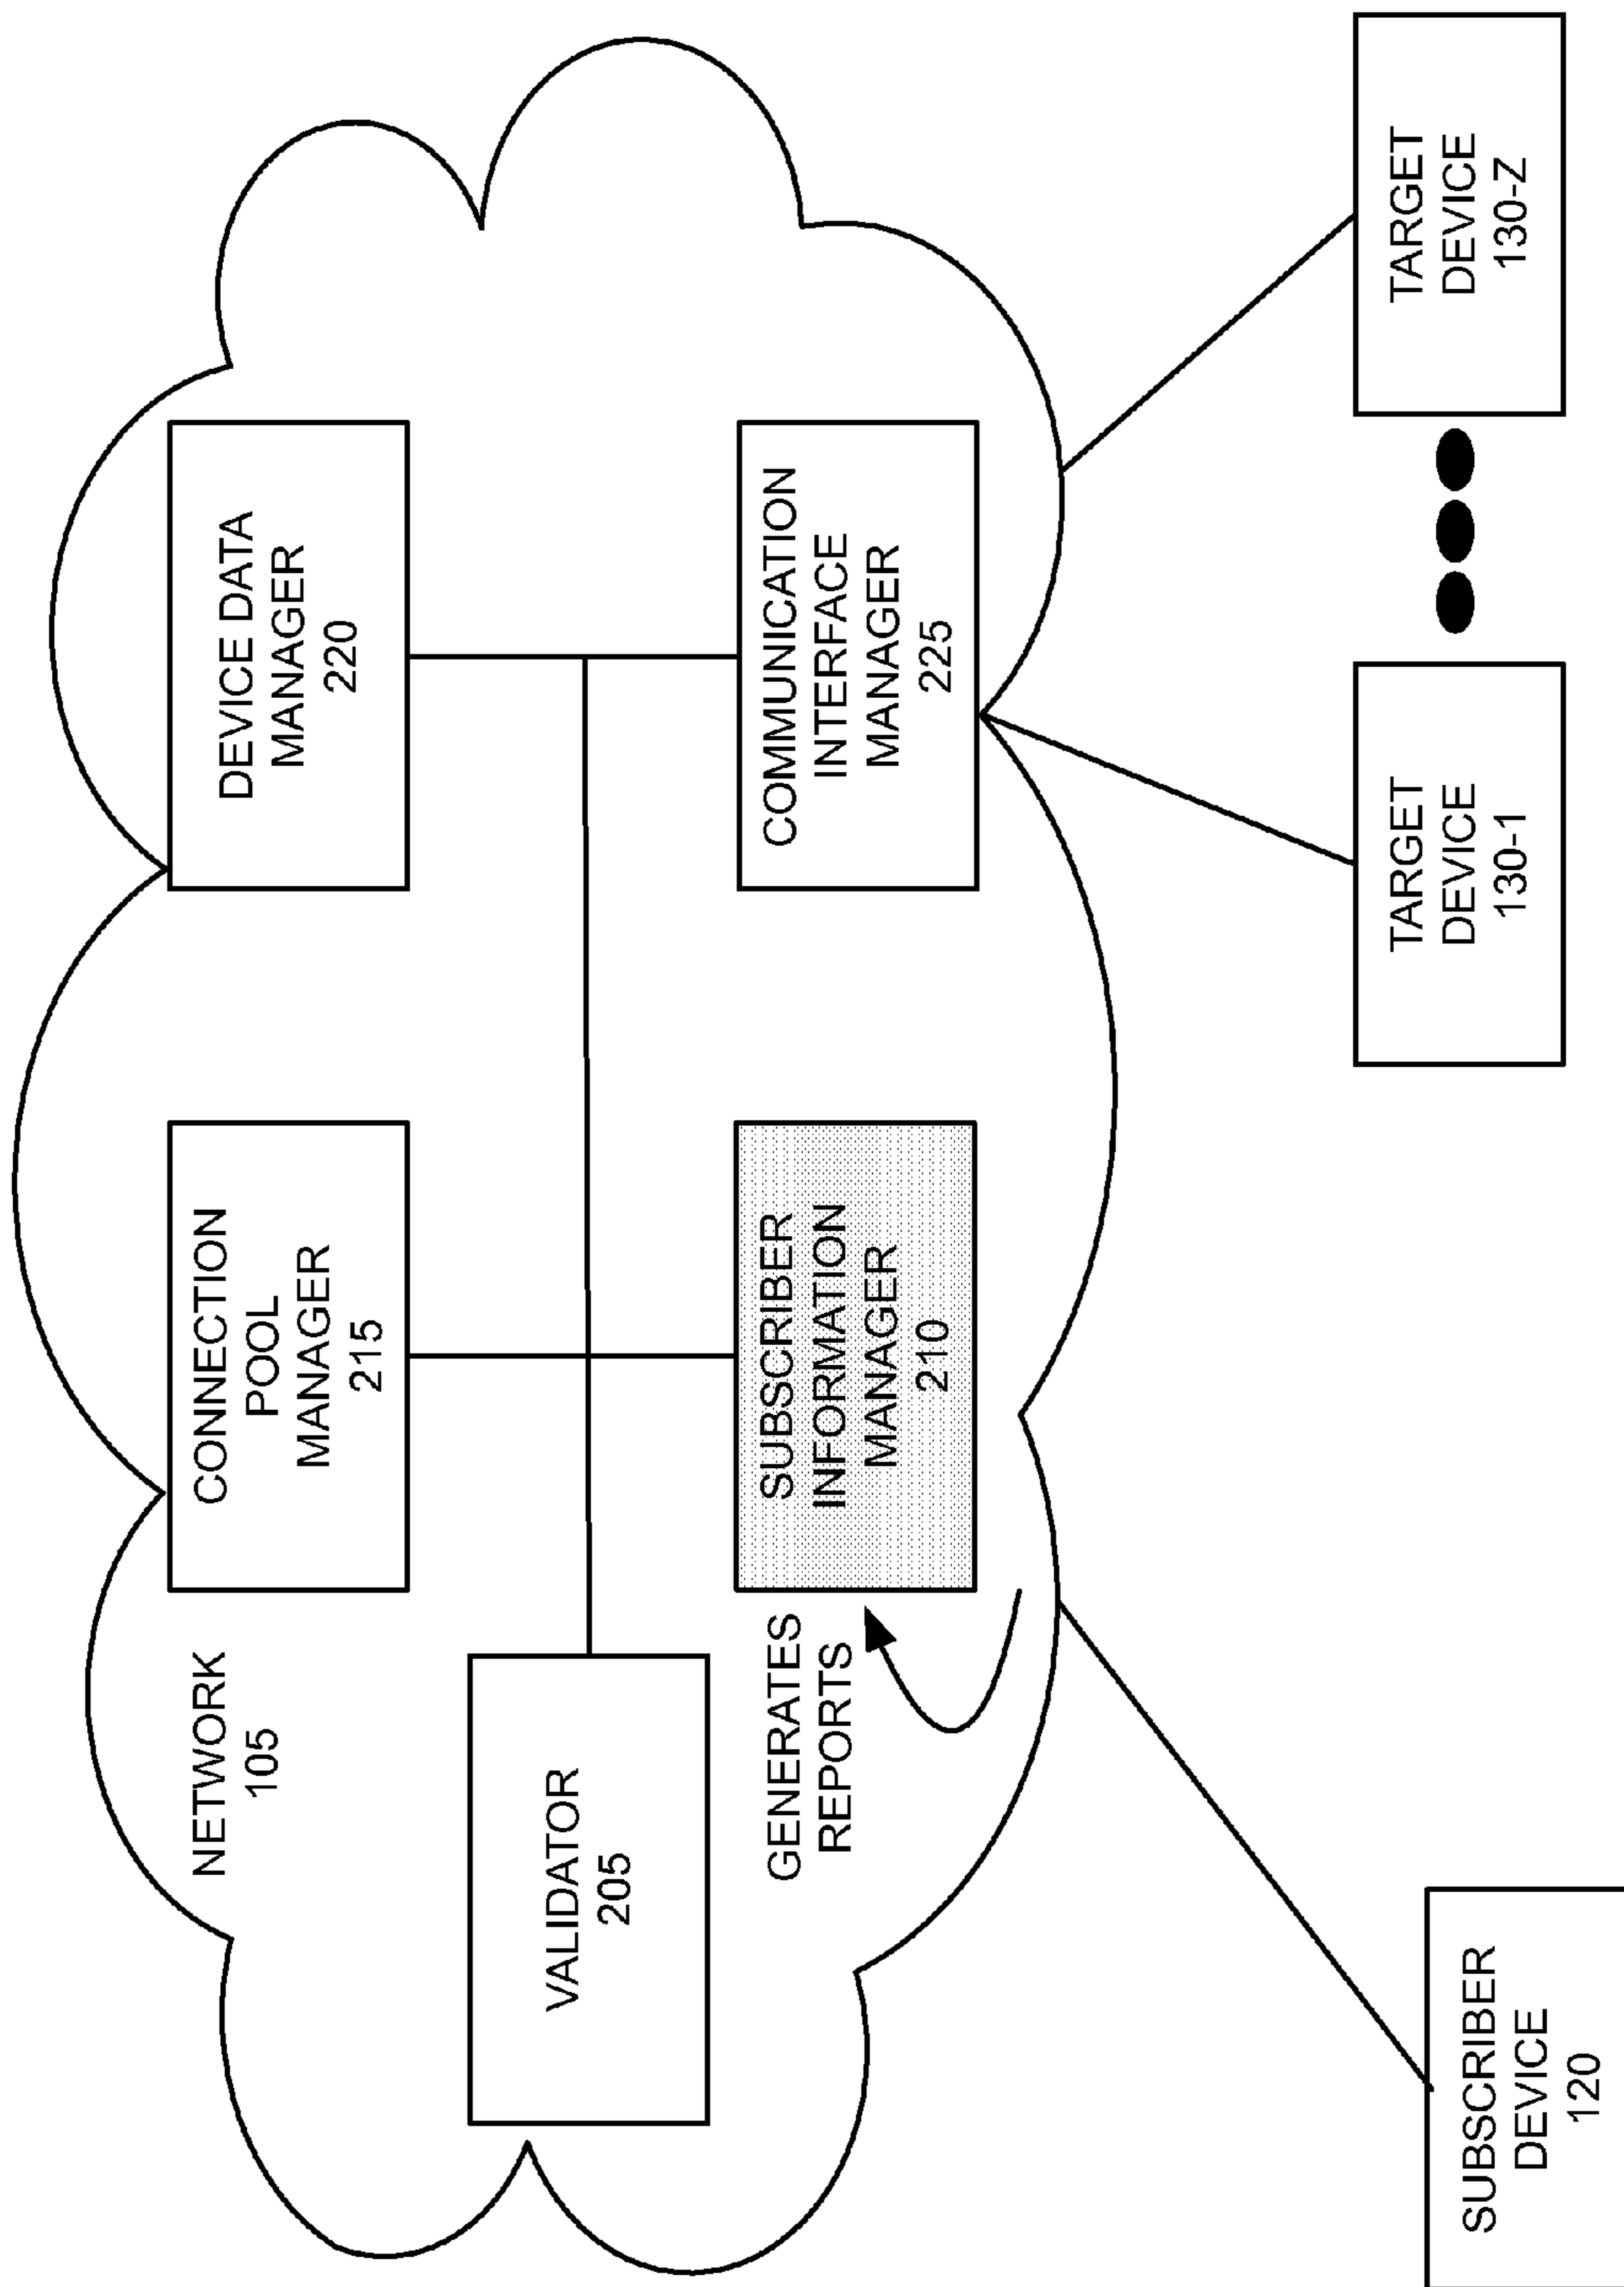 NETWORK
105
CONNECTION
POOL
MANAGER
215
DEVICE DATA
MANAGER
220
VALIDATOR
205
GENERATES
REPORTS
SUBSCRIBER
INFORMATION
MANAGER
210
COMMUNICATION
INTERFACE
MANAGER
225
SUBSCRIBER
DEVICE
120
TARGET
DEVICE
130-1
TARGET
DEVICE
130-Z